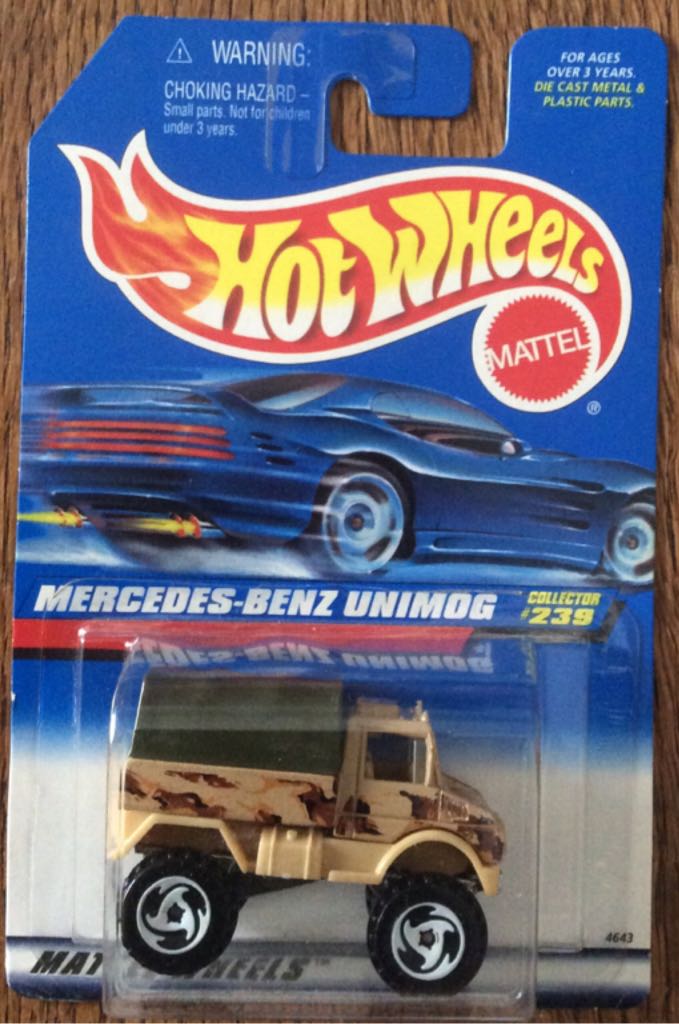 WARNING:
CHOKING HAZARD –
Small parts. Not for children
under 3 years.
FOR AGES
OVER 3 YEARS.
DIE CAST METAL &
PLASTIC PARTS.
HOT WHEELS
MATTEL
®
MERCEDES-BENZ UNIMOG
COLLECTOR
#239
4643
WHEELS™